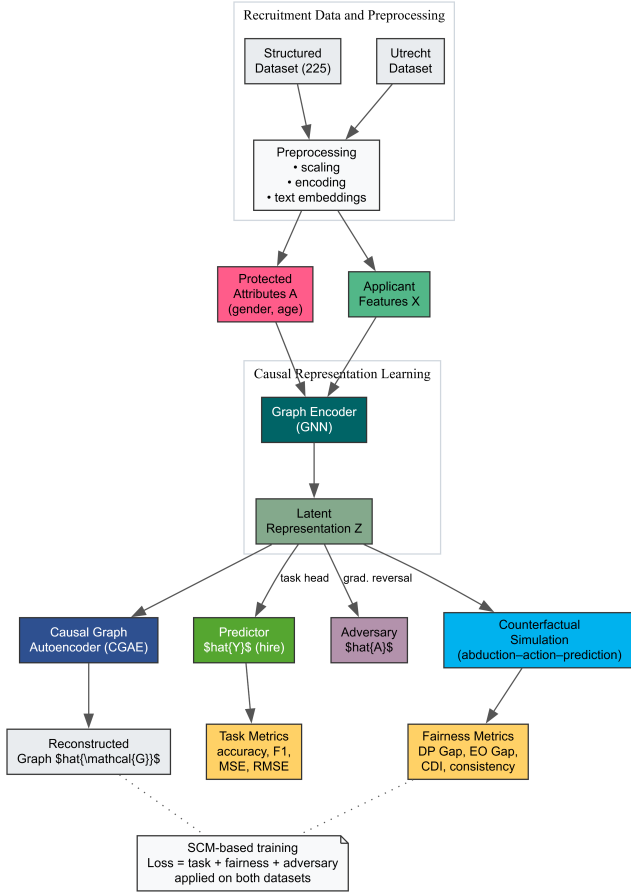 Recruitment Data and Preprocessing
Structured
Dataset (225)
Utrecht
Dataset
Preprocessing
• scaling
• encoding
• text embeddings
Protected
Attributes A
(gender, age)
Applicant
Features X
Causal Representation Learning
Graph Encoder
(GNN)
Latent
Representation Z
task head
grad. reversal
Causal Graph
Autoencoder (CGAE)
Predictor
$hat{Y}$ (hire)
Adversary
$hat{A}$
Counterfactual
Simulation
(abduction–action–prediction)
Reconstructed
Graph $hat{\mathcal{G}}$
Task Metrics
accuracy, F1,
MSE, RMSE
Fairness Metrics
DP Gap, EO Gap,
CDI, consistency
SCM-based training
Loss = task + fairness + adversary
applied on both datasets